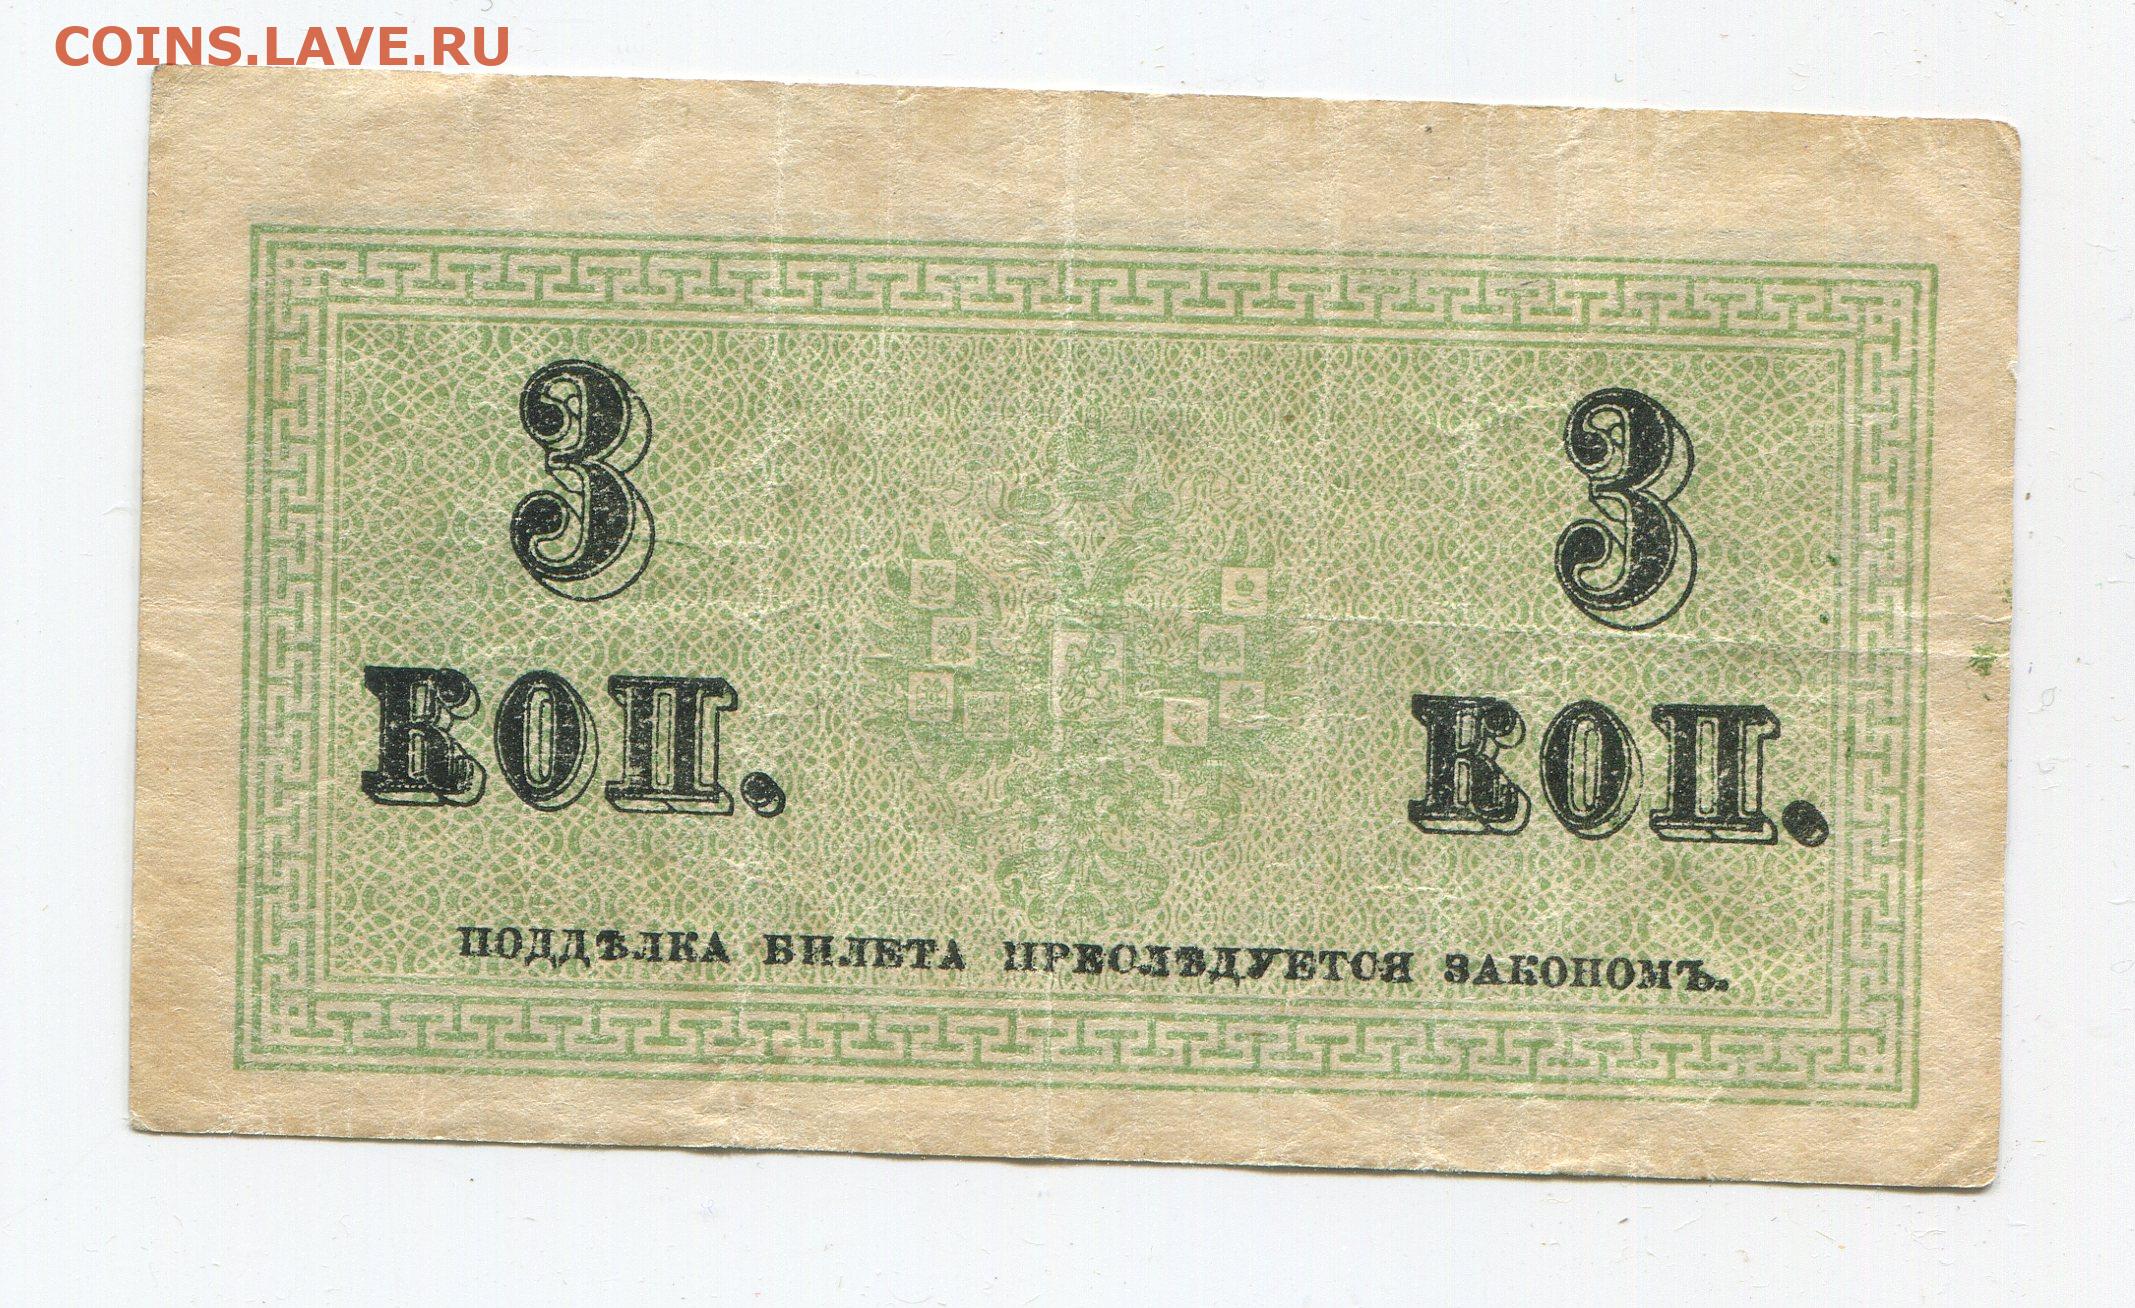 COINS.LAVE.RU
3 3
КОП. КОП.
ПОДДѢЛКА БИЛЕТА ПРЕСЛѢДУЕТСЯ ЗАКОНОМЪ.